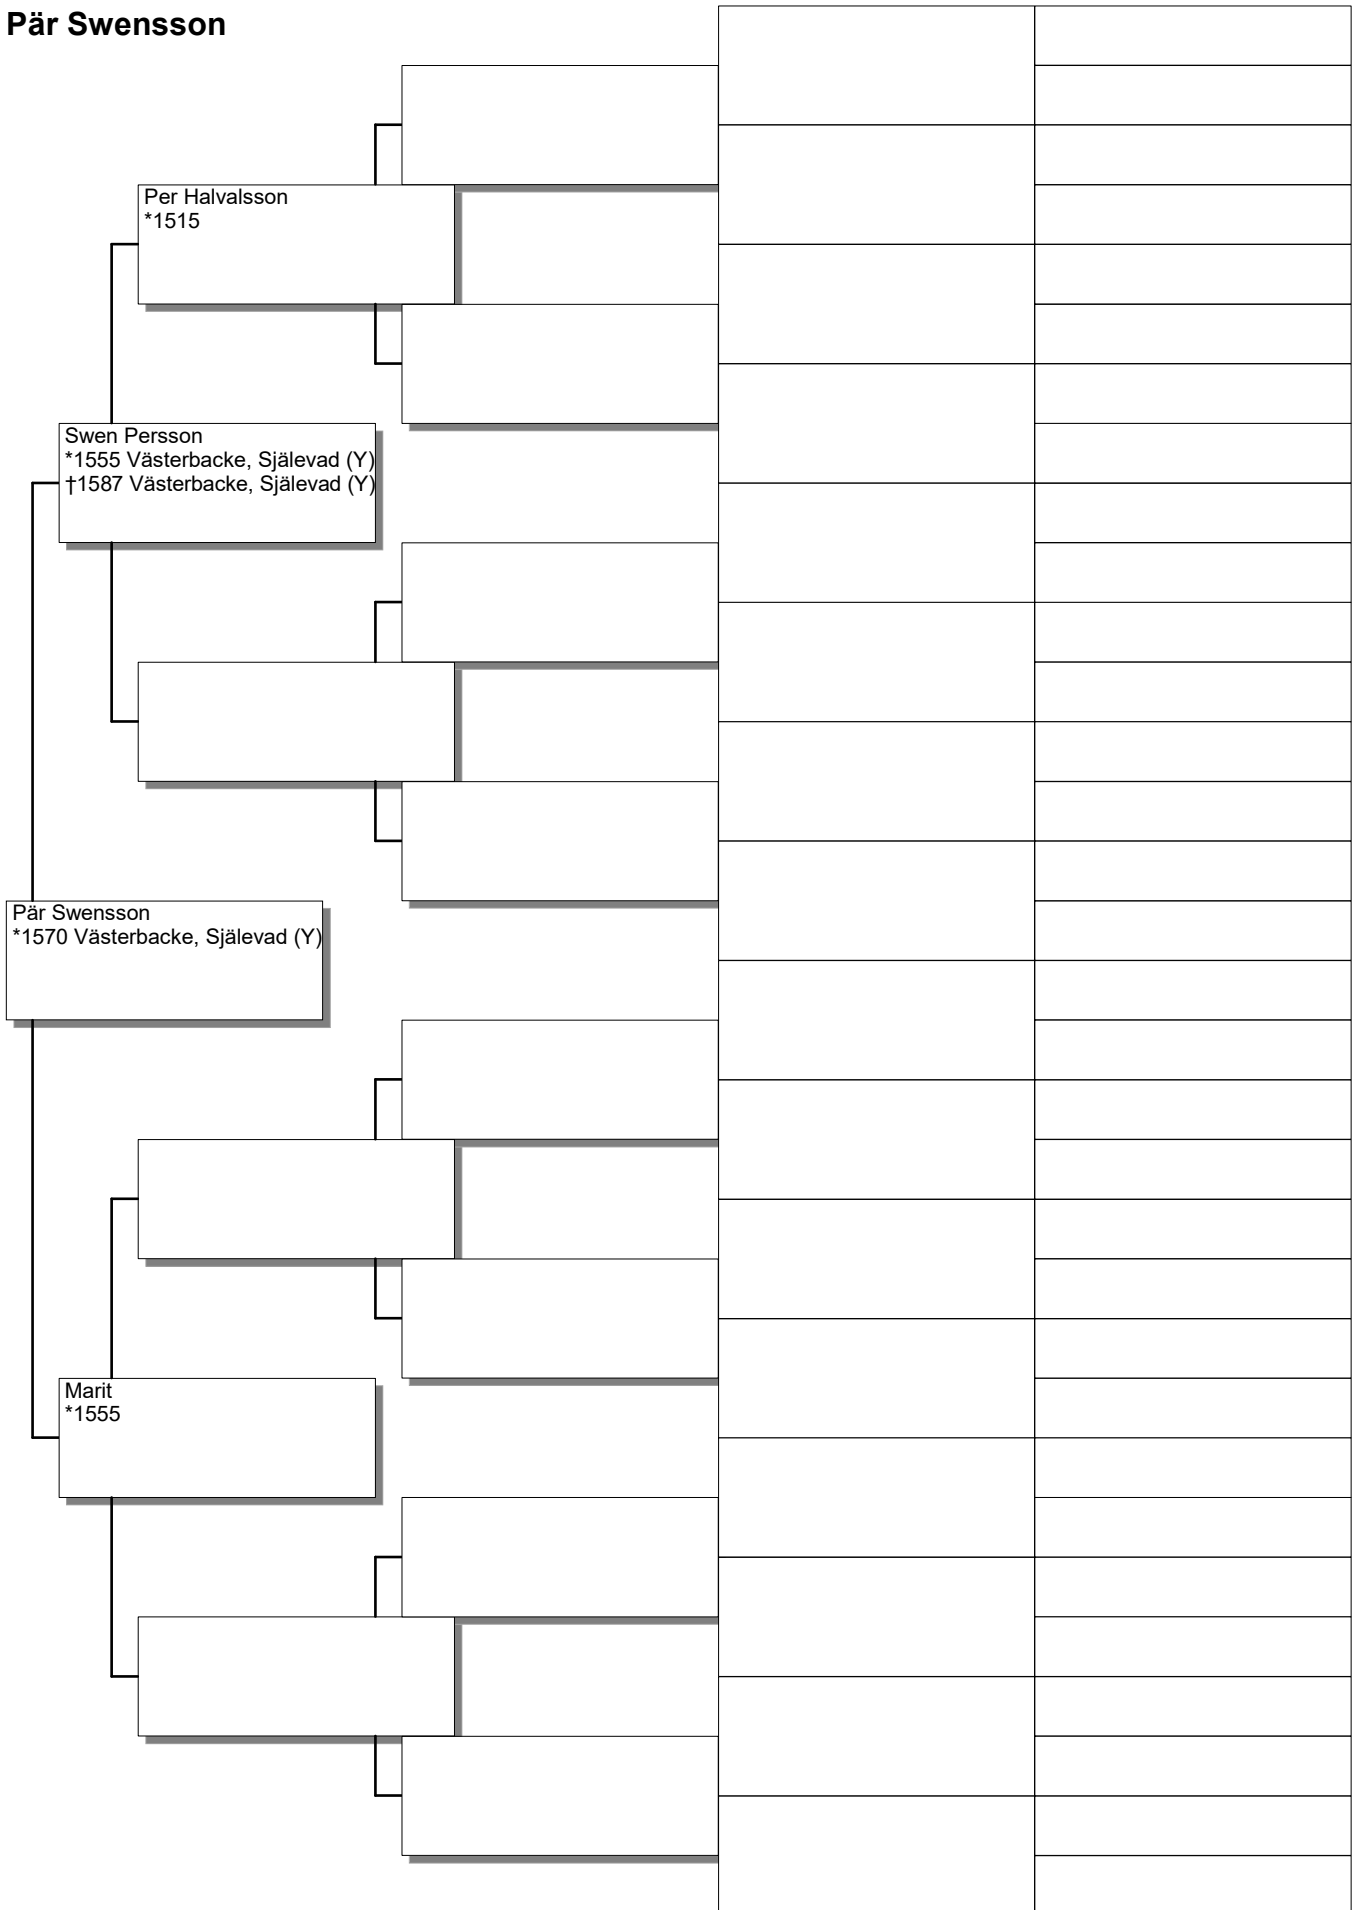 Pär Swensson
Per Halvalsson
*1515
Swen Persson
*1555 Västerbacke, Själevad (Y)
†1587 Västerbacke, Själevad (Y)
Pär Swensson
*1570 Västerbacke, Själevad (Y)
Marit
*1555